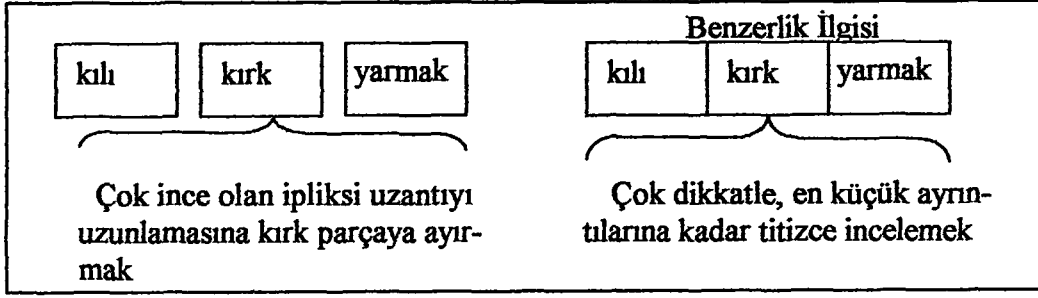 kılı kırk yarmak
Çok ince olan ipliksi uzantıyı
uzunlamasına kırk parçaya ayır-
mak
Benzerlik İlgisi
kılı kırk yarmak
Çok dikkatle, en küçük ayrın-
tılarına kadar titizce incelemek